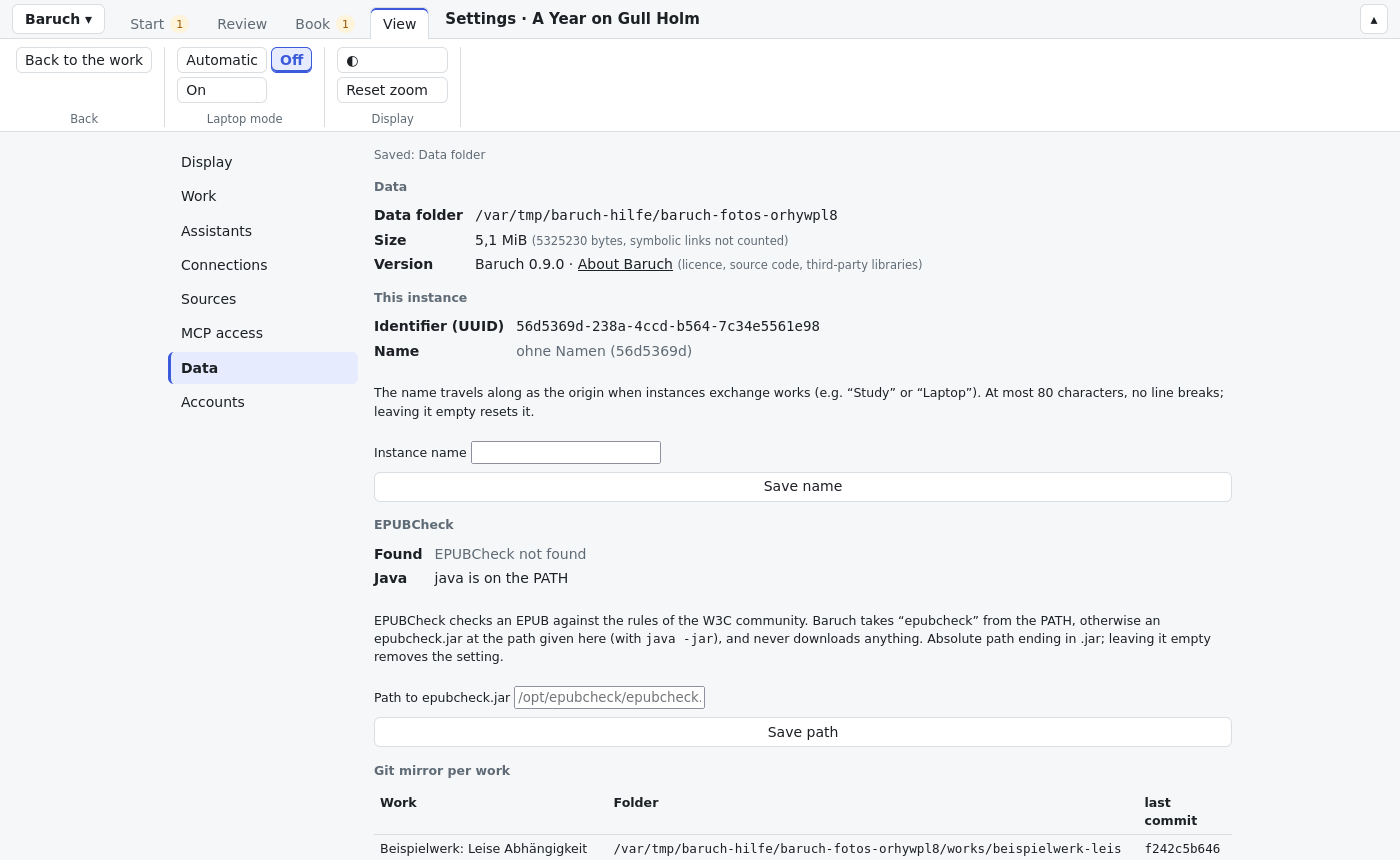 Baruch ▾ Start 1 Review Book 1 View Settings · A Year on Gull Holm ▴
Back to the work Automatic Off ◐
On Reset zoom
Back Laptop mode Display
Display
Work
Assistants
Connections
Sources
MCP access
Data
Accounts
Saved: Data folder
Data
Data folder /var/tmp/baruch-hilfe/baruch-fotos-orhywpl8
Size 5,1 MiB (5325230 bytes, symbolic links not counted)
Version Baruch 0.9.0 · About Baruch (licence, source code, third-party libraries)
This instance
Identifier (UUID) 56d5369d-238a-4ccd-b564-7c34e5561e98
Name ohne Namen (56d5369d)
The name travels along as the origin when instances exchange works (e.g. “Study” or “Laptop”). At most 80 characters, no line breaks;
leaving it empty resets it.
Instance name
Save name
EPUBCheck
Found EPUBCheck not found
Java java is on the PATH
EPUBCheck checks an EPUB against the rules of the W3C community. Baruch takes “epubcheck” from the PATH, otherwise an
epubcheck.jar at the path given here (with java -jar), and never downloads anything. Absolute path ending in .jar; leaving it empty
removes the setting.
Path to epubcheck.jar /opt/epubcheck/epubcheck.
Save path
Git mirror per work
Work Folder last
commit
Beispielwerk: Leise Abhängigkeit /var/tmp/baruch-hilfe/baruch-fotos-orhywpl8/works/beispielwerk-leis f242c5b646